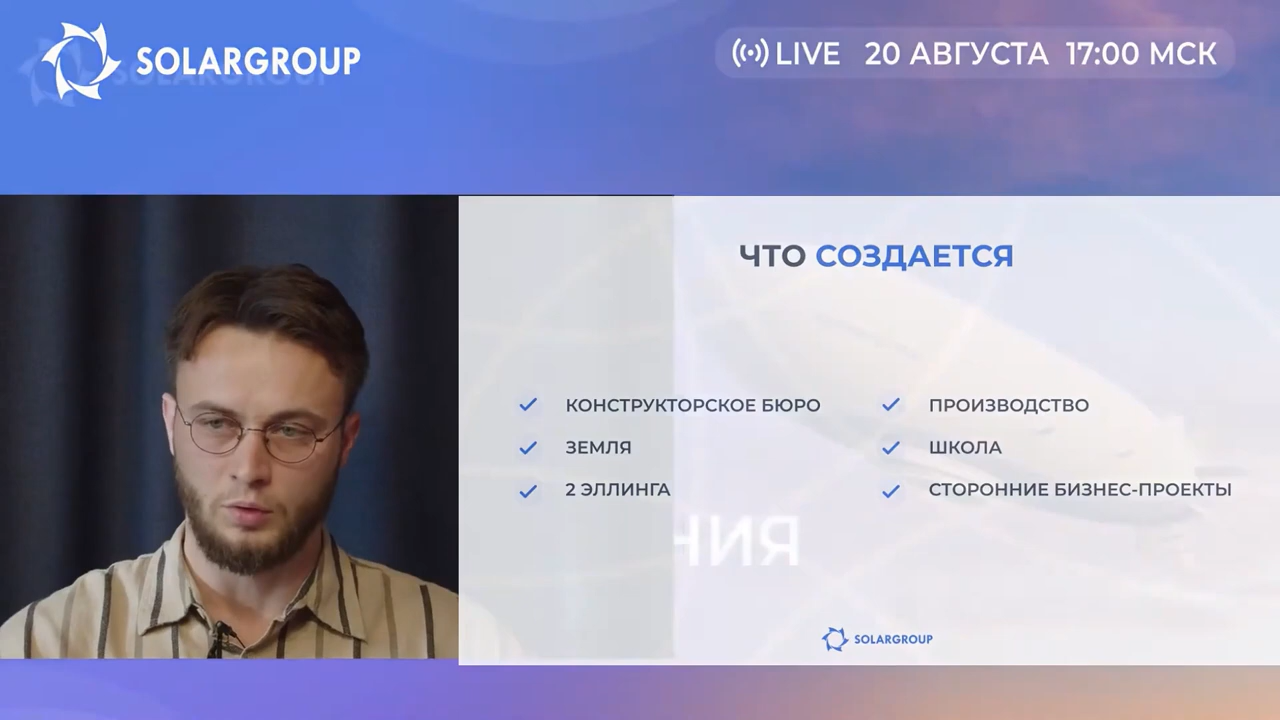 SOLARGROUP
LIVE 20 АВГУСТА 17:00 МСК
ЧТО СОЗДАЕТСЯ
КОНСТРУКТОРСКОЕ БЮРО
ЗЕМЛЯ
2 ЭЛЛИНГА
ПРОИЗВОДСТВО
ШКОЛА
СТОРОННИЕ БИЗНЕС-ПРОЕКТЫ
SOLARGROUP